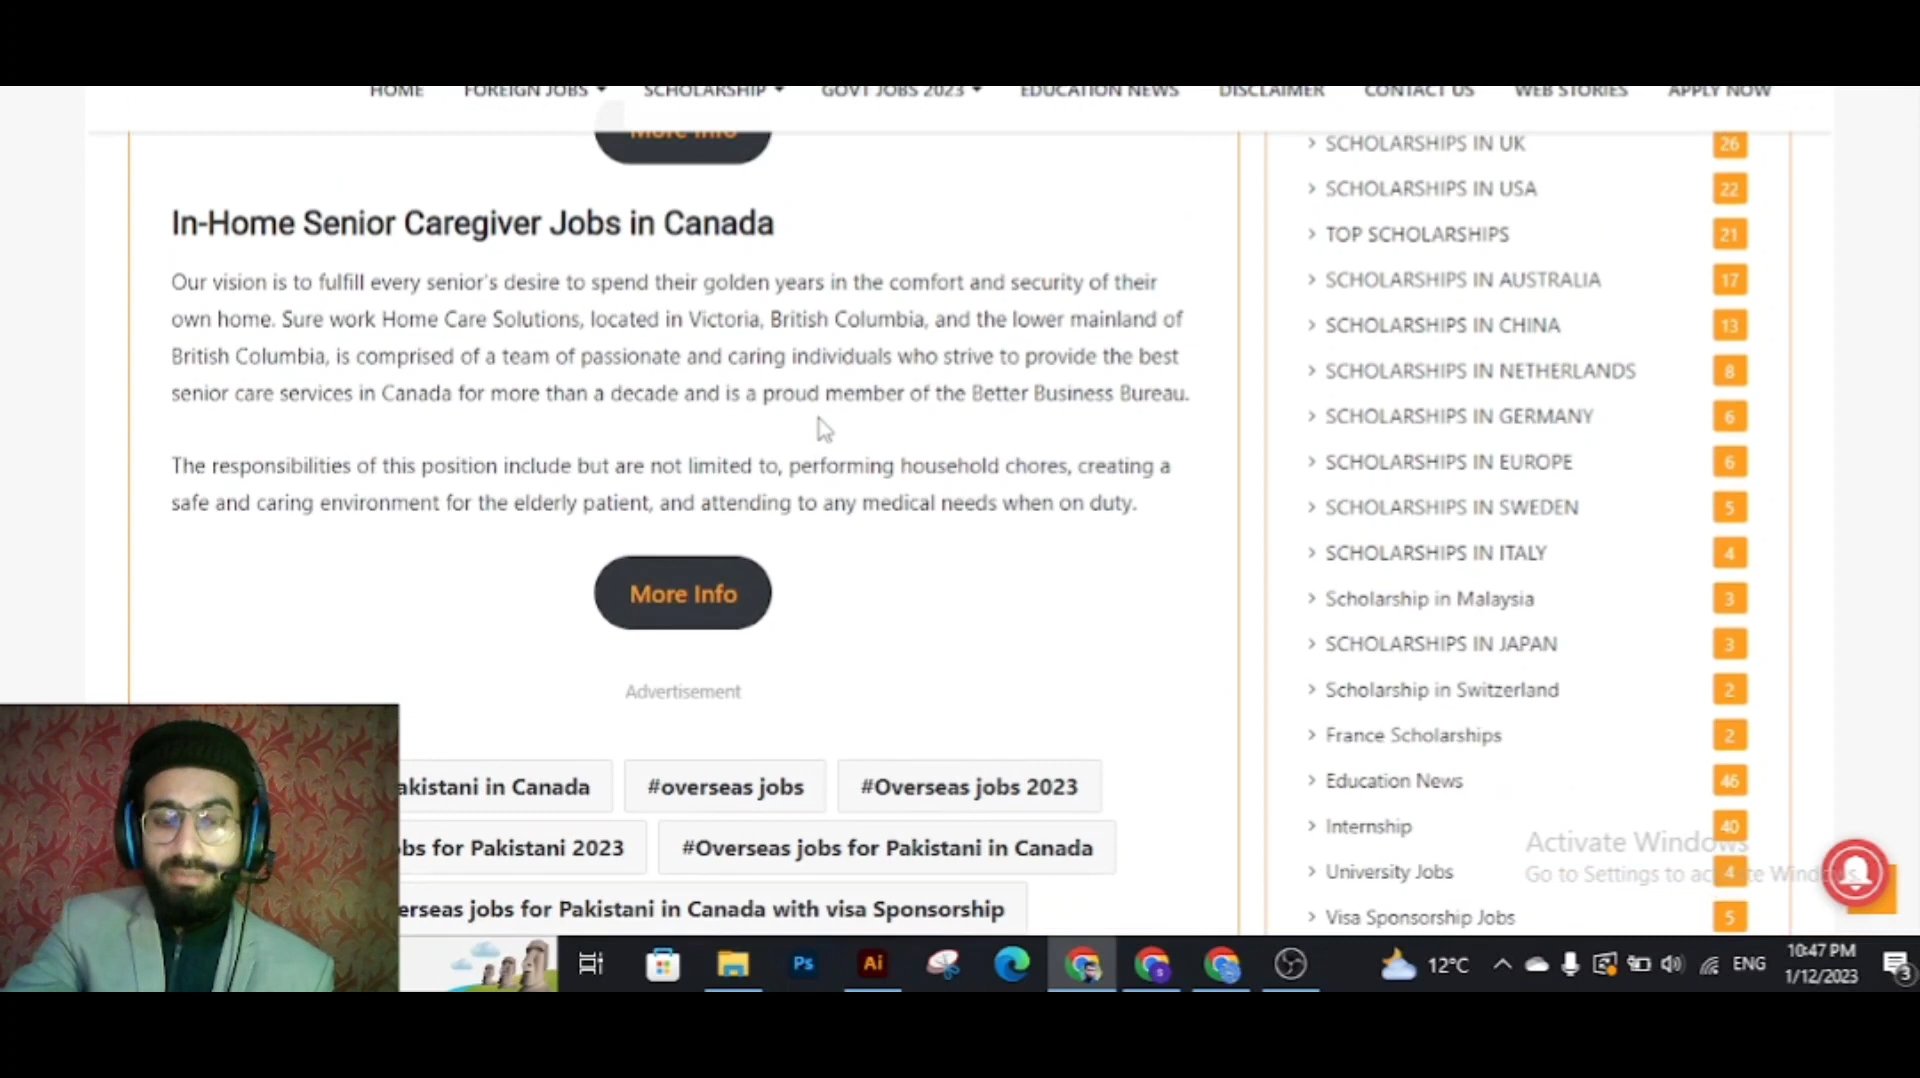 HOME FOREIGN JOBS SCHOLARSHIP GOVT JOBS 2023 EDUCATION NEWS DISCLAIMER CONTACT US WEB STORIES APPLY NOW
More Info
In-Home Senior Caregiver Jobs in Canada
Our vision is to fulfill every senior's desire to spend their golden years in the comfort and security of their
own home. Sure work Home Care Solutions, located in Victoria, British Columbia, and the lower mainland of
British Columbia, is comprised of a team of passionate and caring individuals who strive to provide the best
senior care services in Canada for more than a decade and is a proud member of the Better Business Bureau.
The responsibilities of this position include but are not limited to, performing household chores, creating a
safe and caring environment for the elderly patient, and attending to any medical needs when on duty.
More Info
Advertisement
akistani in Canada
#overseas jobs
#Overseas jobs 2023
bs for Pakistani 2023
#Overseas jobs for Pakistani in Canada
erseas jobs for Pakistani in Canada with visa Sponsorship
SCHOLARSHIPS IN UK 26
SCHOLARSHIPS IN USA 22
TOP SCHOLARSHIPS 21
SCHOLARSHIPS IN AUSTRALIA 17
SCHOLARSHIPS IN CHINA 13
SCHOLARSHIPS IN NETHERLANDS 8
SCHOLARSHIPS IN GERMANY 6
SCHOLARSHIPS IN EUROPE 6
SCHOLARSHIPS IN SWEDEN 5
SCHOLARSHIPS IN ITALY 4
Scholarship in Malaysia 3
SCHOLARSHIPS IN JAPAN 3
Scholarship in Switzerland 2
France Scholarships 2
Education News 46
Internship 40
University Jobs 4
Visa Sponsorship Jobs 5
Activate Windows
Go to Settings to activate Windows.
Ps
Ai
12°C
ENG
10:47 PM
1/12/2023
3